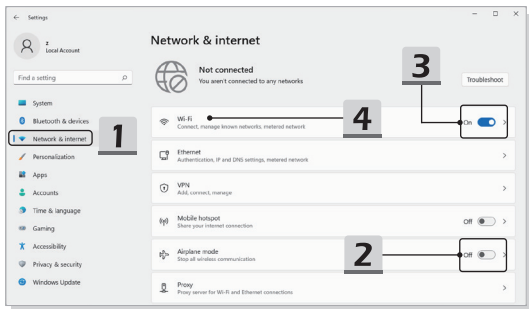 Settings
z
Local Account
Find a setting
System
Bluetooth & devices
Network & internet
Personalization
Apps
Accounts
Time & language
Gaming
Accessibility
Privacy & security
Windows Update
1
Network & internet
Not connected
You aren't connected to any networks
Troubleshoot
3
Wi-Fi
Connect, manage known networks, metered network
4
On
Ethernet
Authentication, IP and DNS settings, metered network
VPN
Add, connect, manage
Mobile hotspot
Share your internet connection
Off
Airplane mode
Stop all wireless communication
2
Off
Proxy
Proxy server for Wi-Fi and Ethernet connections